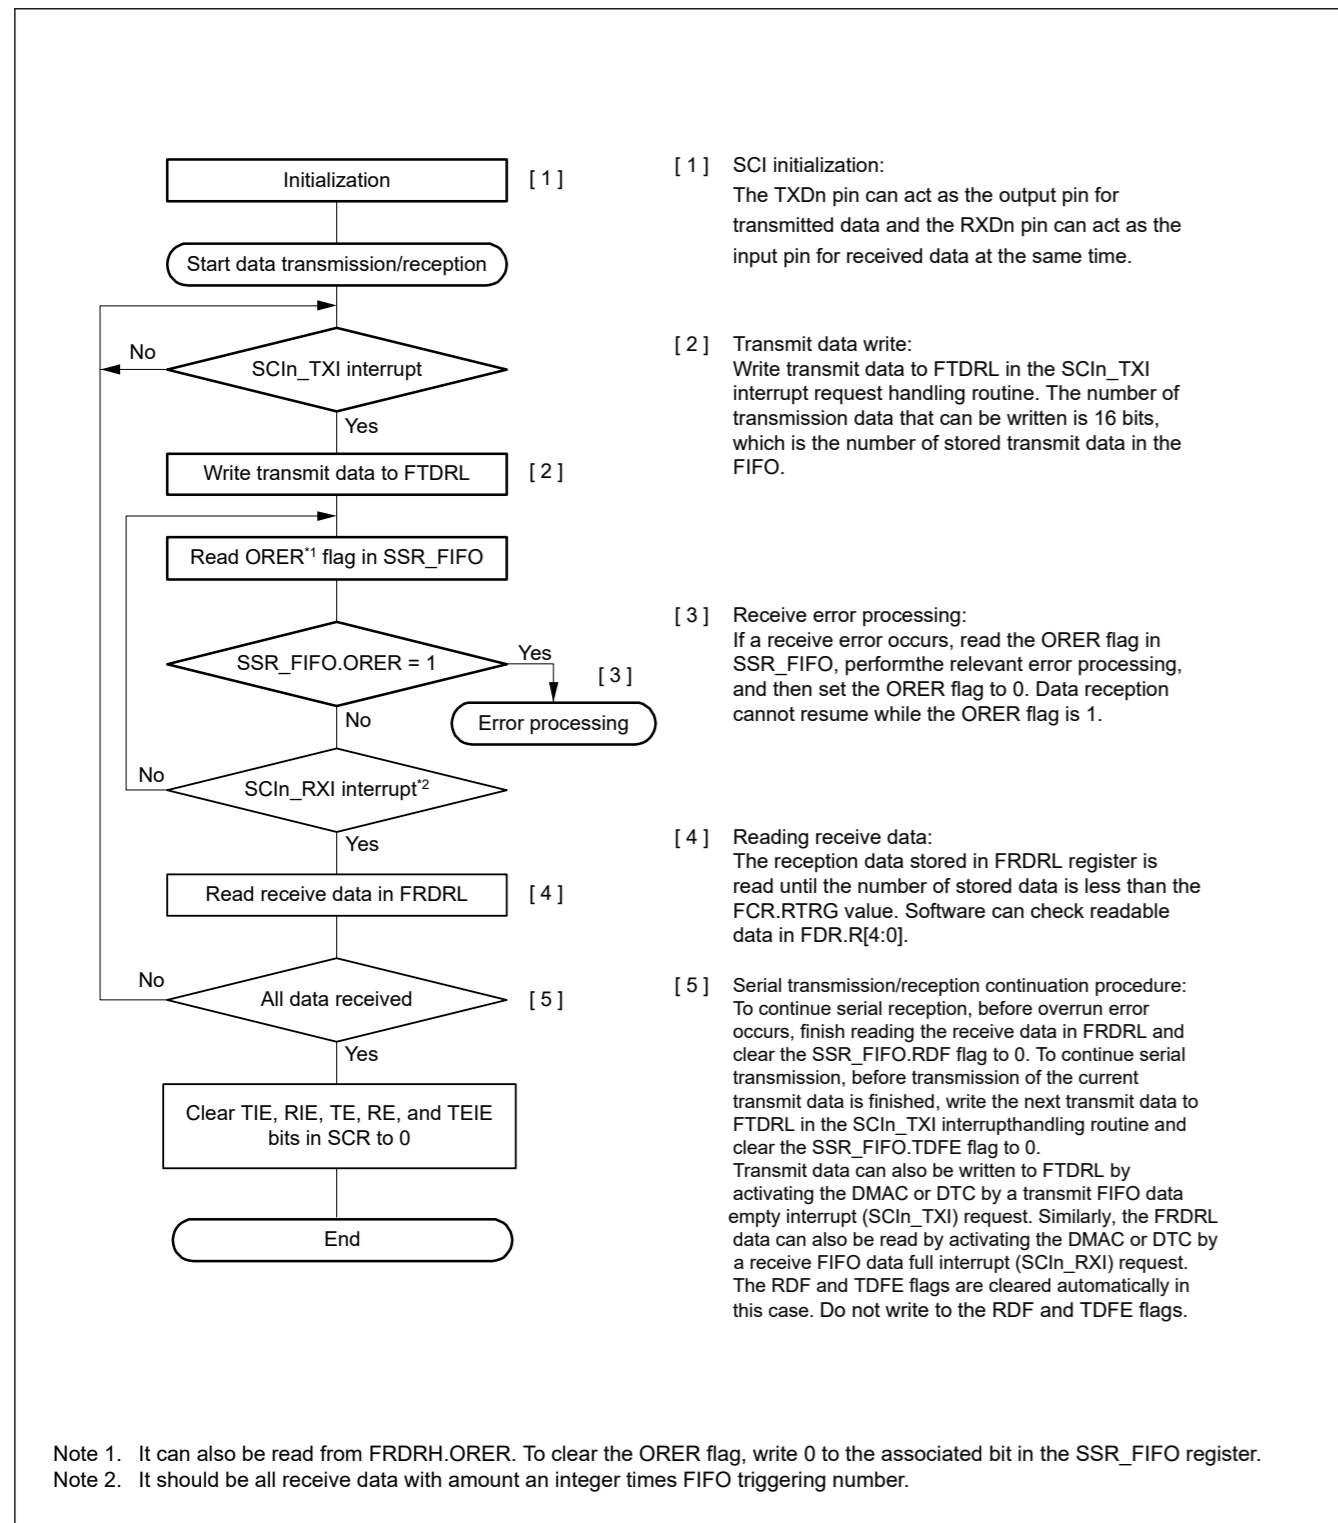 Initialization
[ 1 ]
Start data transmission/reception
No
SCIn_TXI interrupt
Yes
Write transmit data to FTDRL
[ 2 ]
Read ORER*1 flag in SSR_FIFO
SSR_FIFO.ORER = 1
Yes
[ 3 ]
Error processing
No
No
SCIn_RXI interrupt*2
Yes
Read receive data in FRDRL
[ 4 ]
No
All data received
[ 5 ]
Yes
Clear TIE, RIE, TE, RE, and TEIE
bits in SCR to 0
End
[ 1 ] SCI initialization:
The TXDn pin can act as the output pin for
transmitted data and the RXDn pin can act as the
input pin for received data at the same time.
[ 2 ] Transmit data write:
Write transmit data to FTDRL in the SCIn_TXI
interrupt request handling routine. The number of
transmission data that can be written is 16 bits,
which is the number of stored transmit data in the
FIFO.
[ 3 ] Receive error processing:
If a receive error occurs, read the ORER flag in
SSR_FIFO, performthe relevant error processing,
and then set the ORER flag to 0. Data reception
cannot resume while the ORER flag is 1.
[ 4 ] Reading receive data:
The reception data stored in FRDRL register is
read until the number of stored data is less than the
FCR.RTRG value. Software can check readable
data in FDR.R[4:0].
[ 5 ] Serial transmission/reception continuation procedure:
To continue serial reception, before overrun error
occurs, finish reading the receive data in FRDRL and
clear the SSR_FIFO.RDF flag to 0. To continue serial
transmission, before transmission of the current
transmit data is finished, write the next transmit data to
FTDRL in the SCIn_TXI interrupthandling routine and
clear the SSR_FIFO.TDFE flag to 0.
Transmit data can also be written to FTDRL by
activating the DMAC or DTC by a transmit FIFO data
empty interrupt (SCIn_TXI) request. Similarly, the FRDRL
data can also be read by activating the DMAC or DTC by
a receive FIFO data full interrupt (SCIn_RXI) request.
The RDF and TDFE flags are cleared automatically in
this case. Do not write to the RDF and TDFE flags.
Note 1. It can also be read from FRDRH.ORER. To clear the ORER flag, write 0 to the associated bit in the SSR_FIFO register.
Note 2. It should be all receive data with amount an integer times FIFO triggering number.